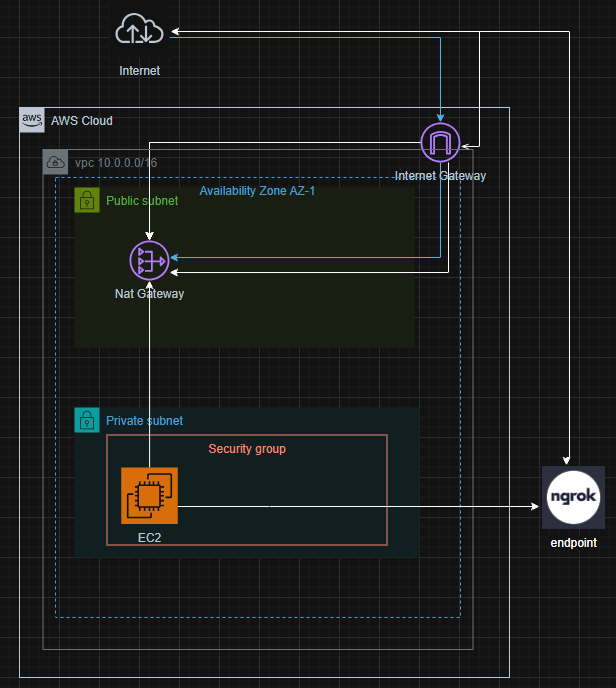 Internet
aws
AWS Cloud
vpc 10.0.0.0/16
Internet Gateway
Availability Zone AZ-1
Public subnet
Nat Gateway
Private subnet
Security group
EC2
ngrok
endpoint